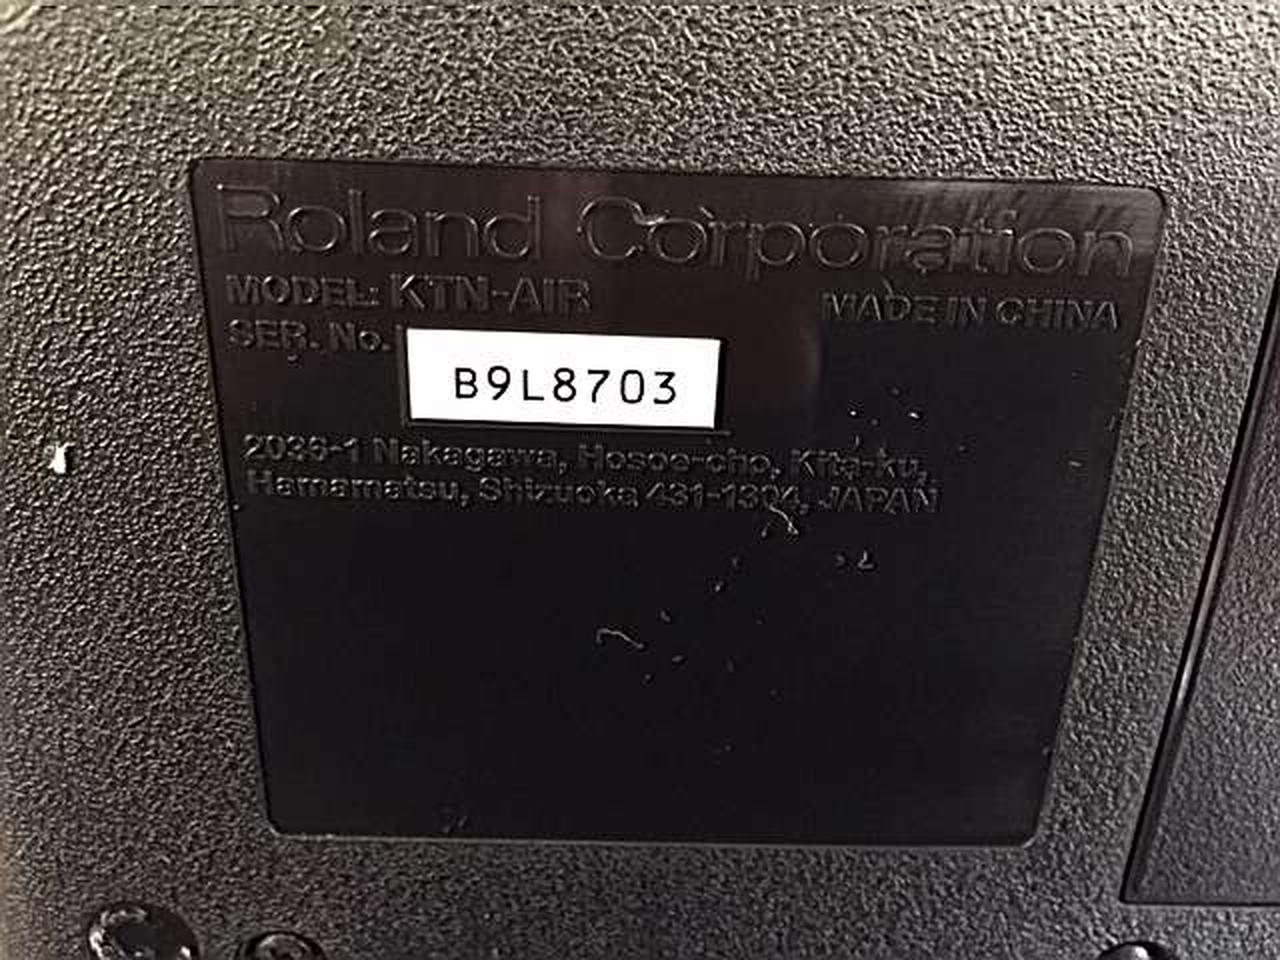 Roland Corporation
MODEL: KTN-AIR
MADE IN CHINA
SER. No.
B9L8703
2036-1 Nakagawa, Hosoe-cho, Kita-ku,
Hamamatsu, Shizuoka 431-1304, JAPAN